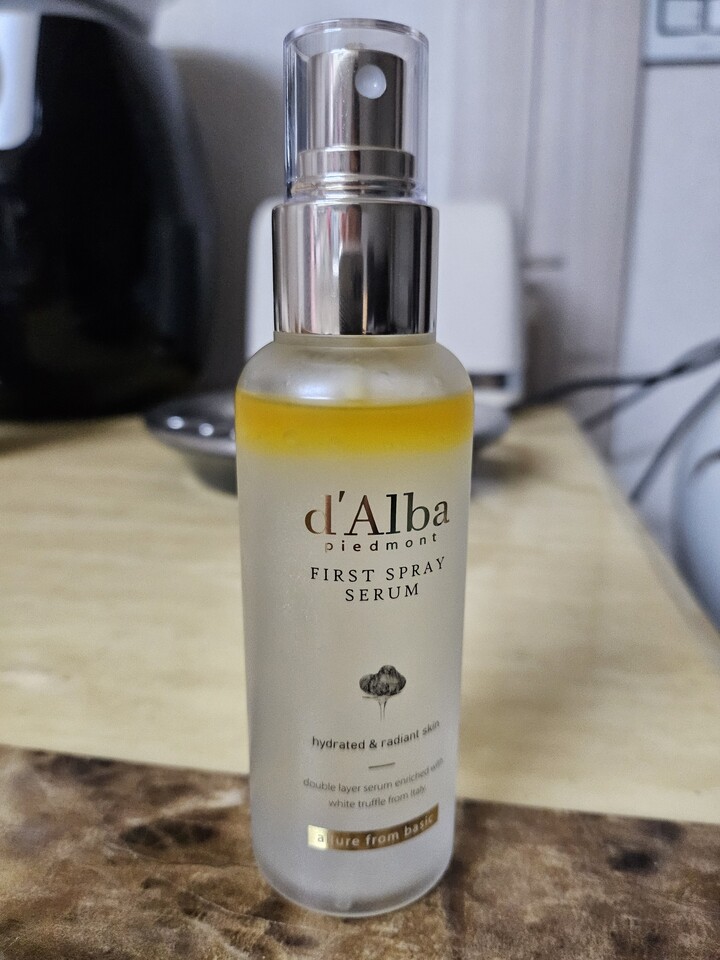 d'Alba
piedmont
FIRST SPRAY
SERUM
hydrated & radiant skin
double layer serum enriched with
white truffle from Italy.
allure from basic